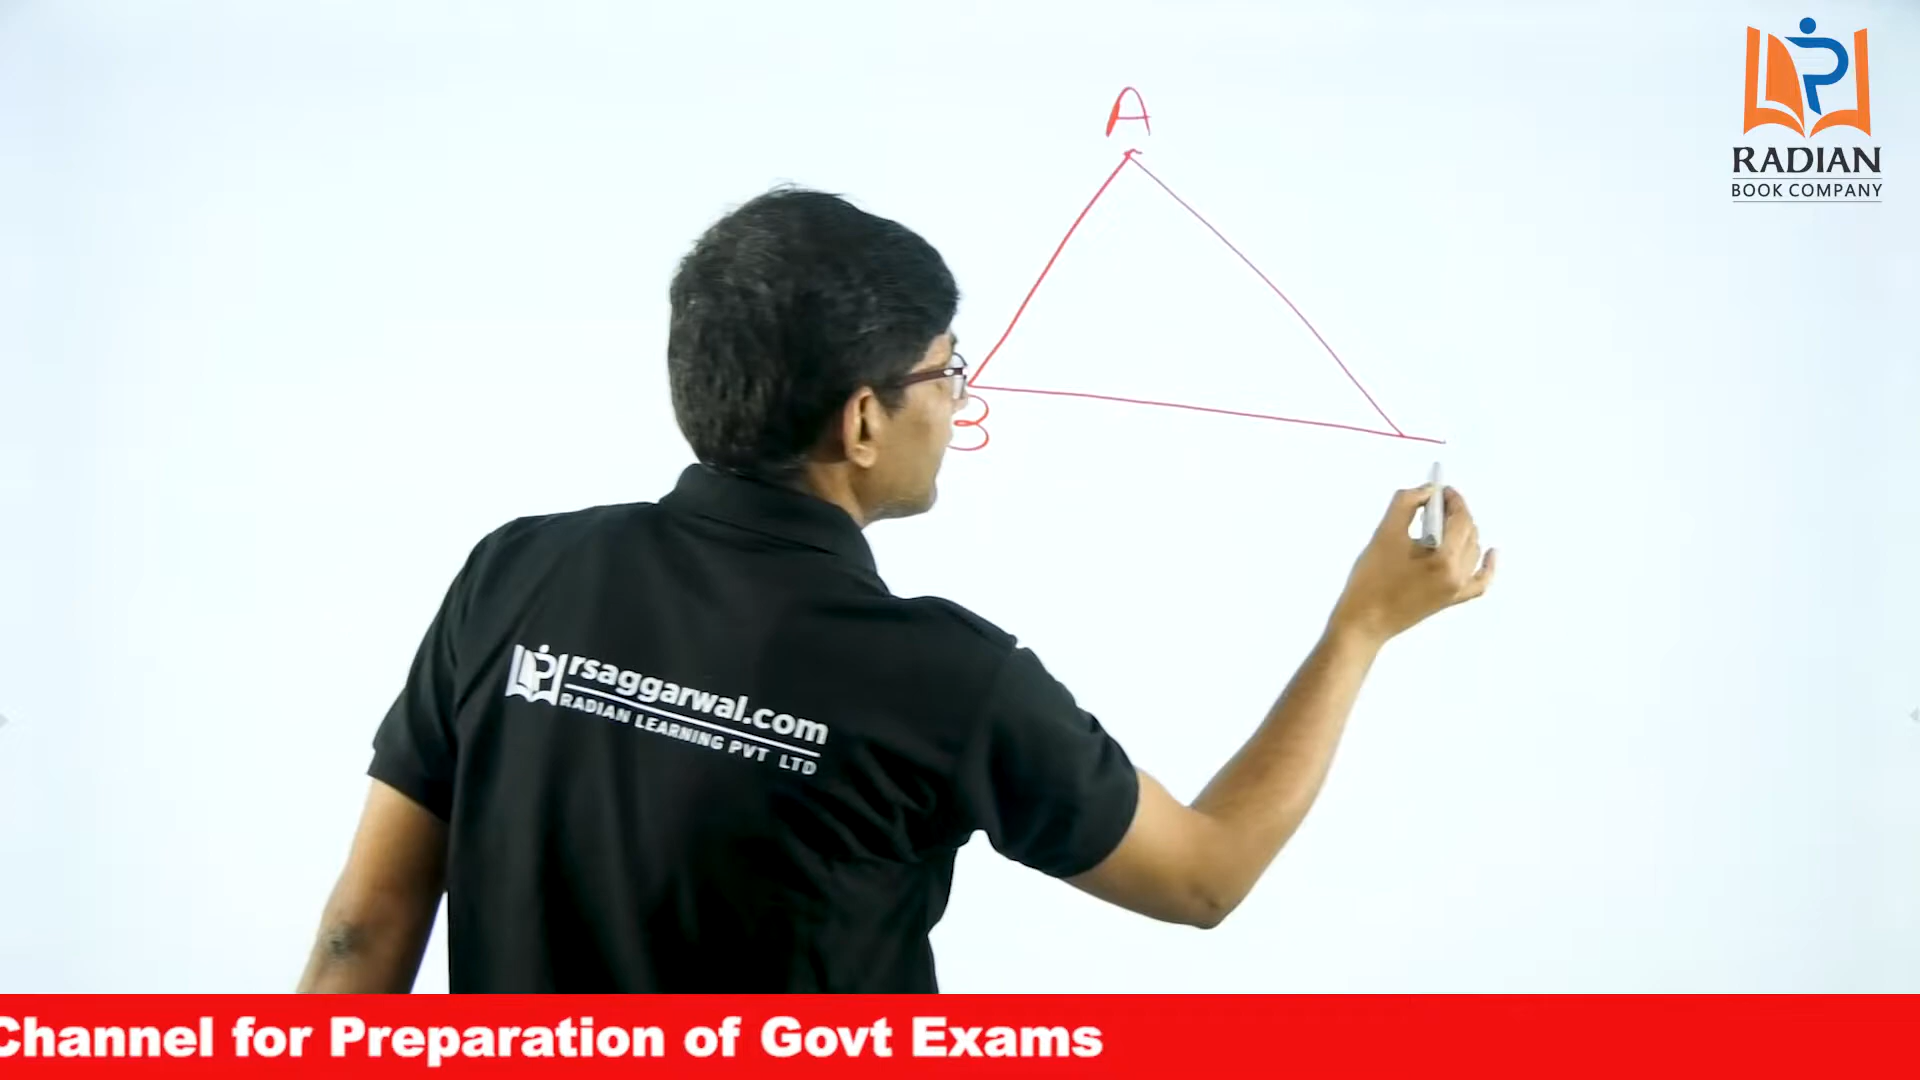 A
B
RADIAN
BOOK COMPANY
rsaggarwal.com
RADIAN LEARNING PVT LTD
Channel for Preparation of Govt Exams